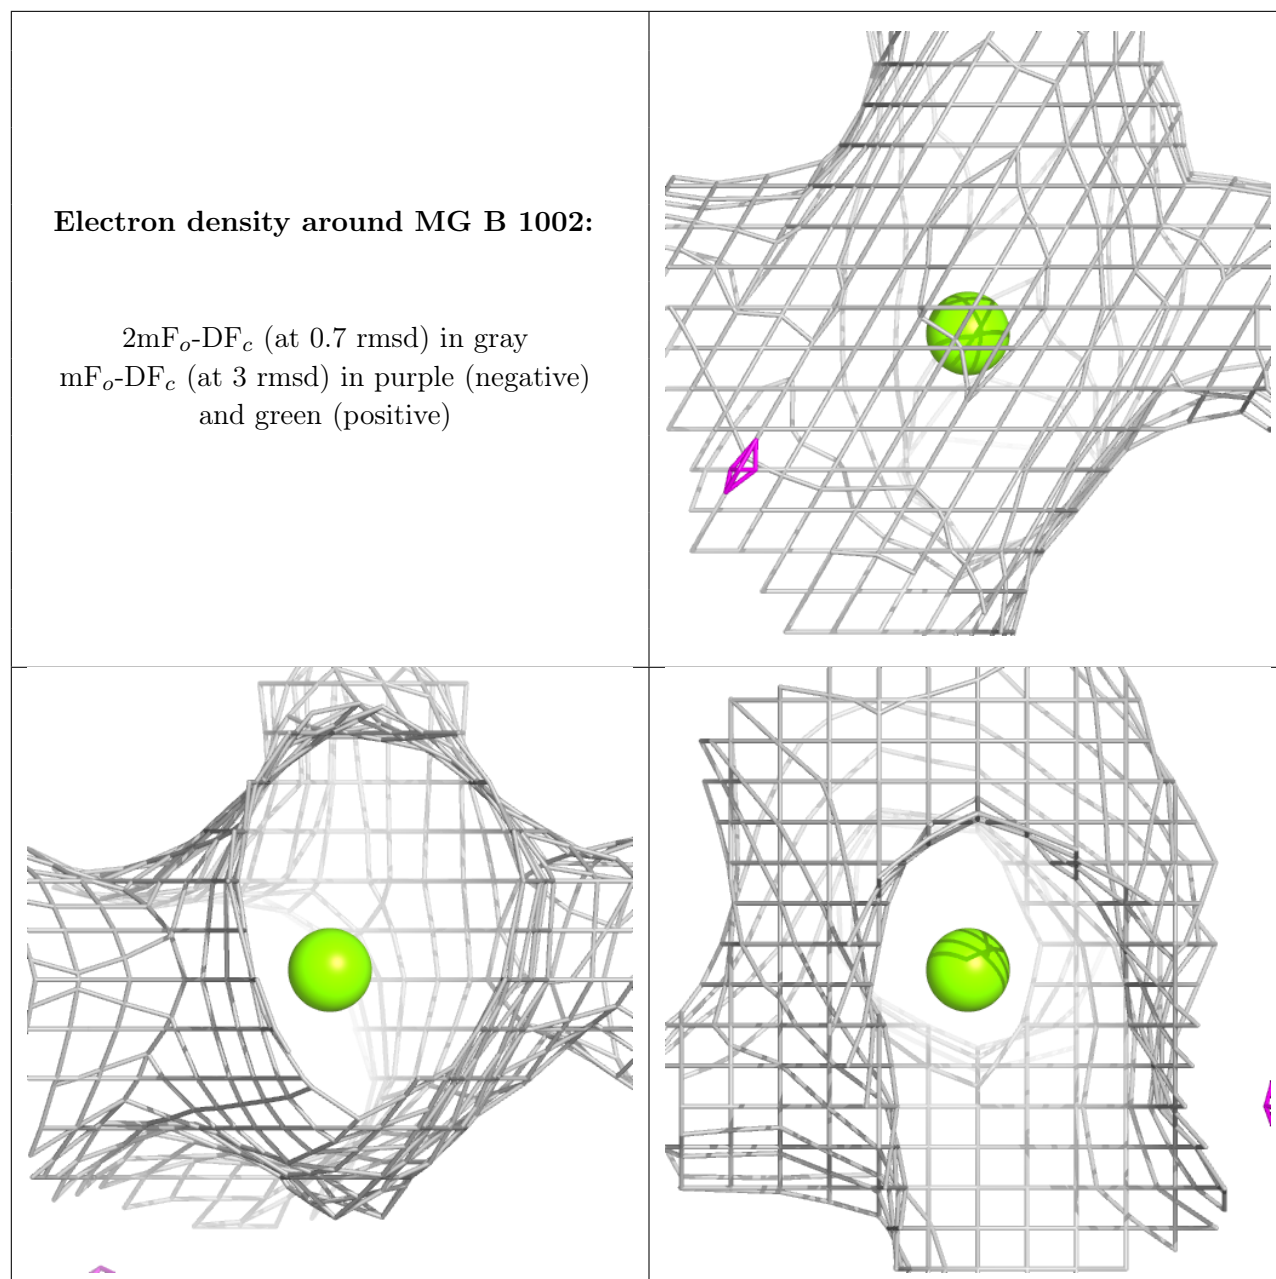 Electron density around MG B 1002:
2mFo-DFc (at 0.7 rmsd) in gray
mFo-DFc (at 3 rmsd) in purple (negative)
and green (positive)